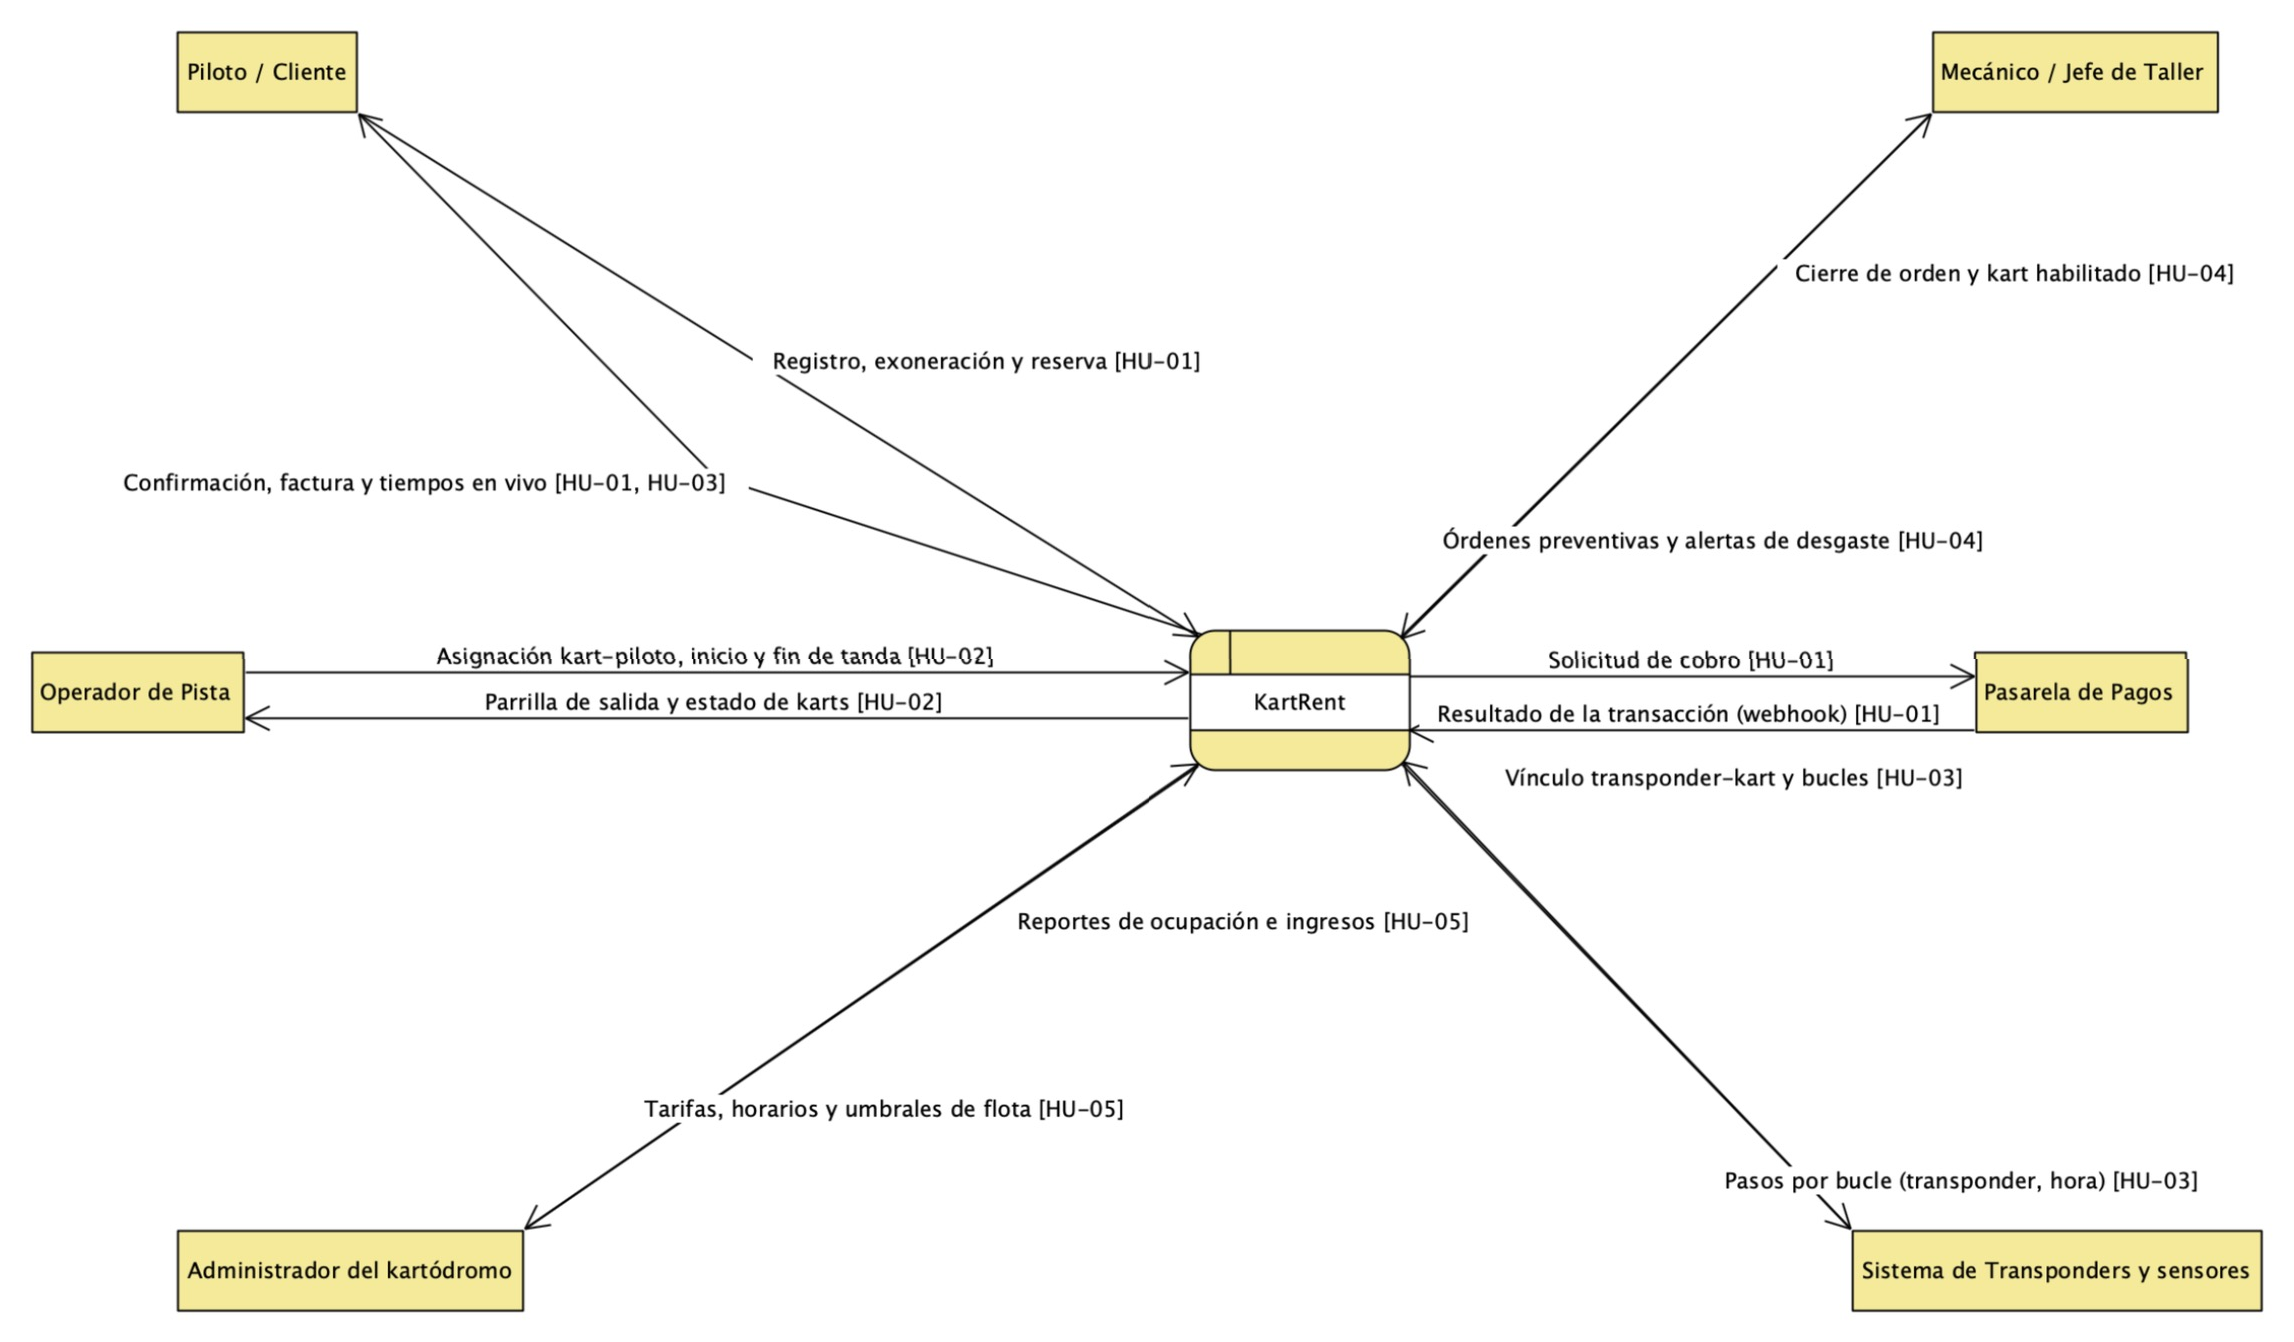 Piloto / Cliente
Mecánico / Jefe de Taller
Cierre de orden y kart habilitado [HU-04]
Registro, exoneración y reserva [HU-01]
Confirmación, factura y tiempos en vivo [HU-01, HU-03]
Órdenes preventivas y alertas de desgaste [HU-04]
Operador de Pista
Asignación kart-piloto, inicio y fin de tanda [HU-02]
Parrilla de salida y estado de karts [HU-02]
KartRent
Solicitud de cobro [HU-01]
Resultado de la transacción (webhook) [HU-01]
Pasarela de Pagos
Vínculo transponder-kart y bucles [HU-03]
Reportes de ocupación e ingresos [HU-05]
Tarifas, horarios y umbrales de flota [HU-05]
Pasos por bucle (transponder, hora) [HU-03]
Administrador del kartódromo
Sistema de Transponders y sensores